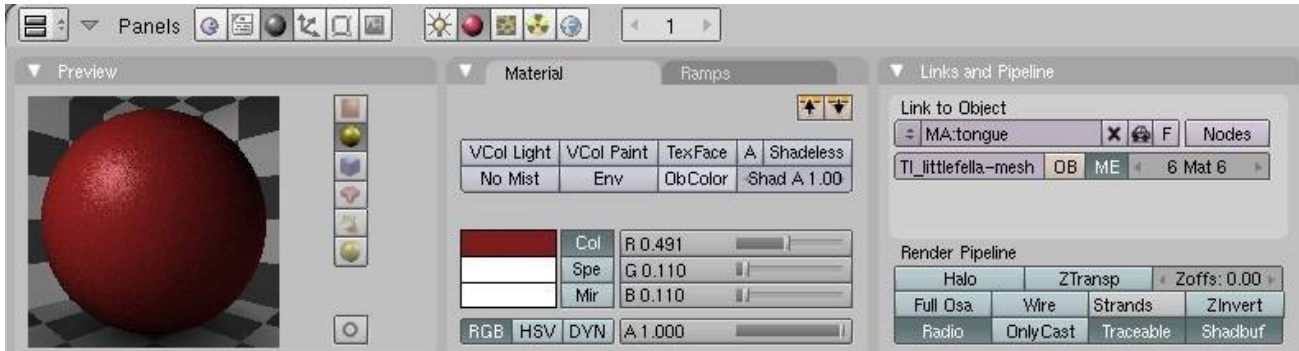 Panels
1
Preview
Material
Ramps
Links and Pipeline
VCol Light VCol Paint TexFace A Shadeless
No Mist Env ObColor Shad A 1.00
Col R 0.491
Spe G 0.110
Mir B 0.110
RGB HSV DYN A 1.000
Link to Object
MA:tongue X F Nodes
TI_littlefella-mesh OB ME 6 Mat 6
Render Pipeline
Halo ZTransp Zoffs: 0.00
Full Osa Wire Strands ZInvert
Radio OnlyCast Traceable Shadbuf